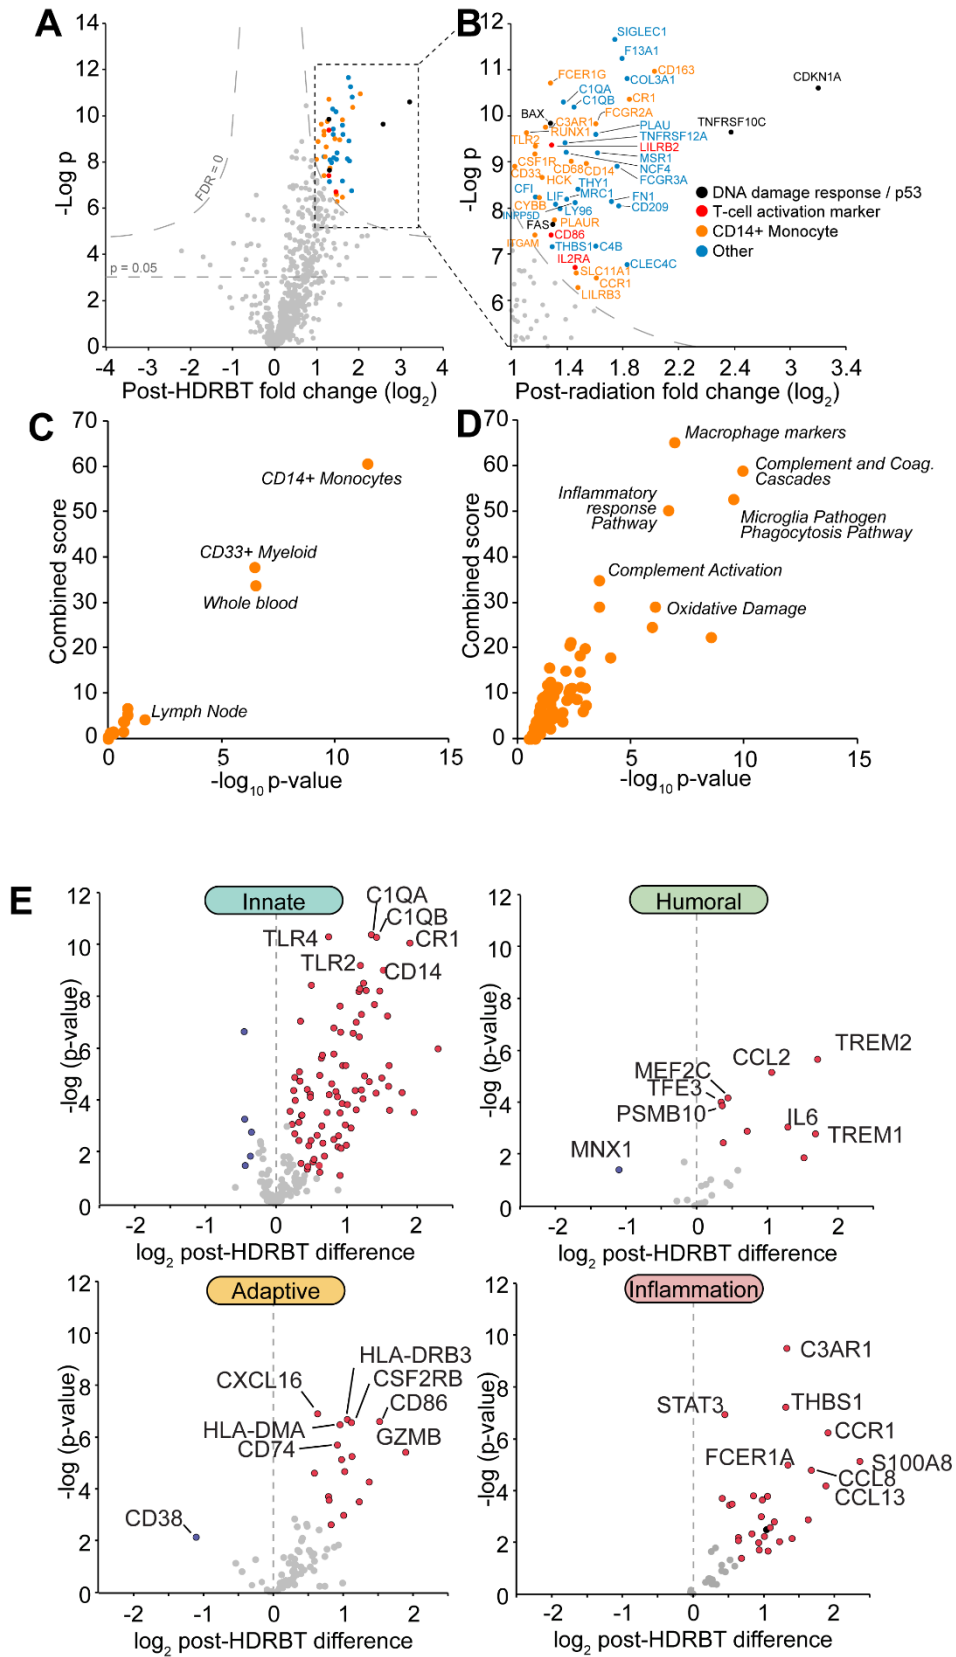 A
14
12
10
8
6
4
2
0
-Log p
FDR = 0
p = 0.05
-4
-3
-2
-1
0
1
2
3
4
Post-HDRBT fold change (log2)
B
12
11
10
9
8
7
6
-Log p
SIGLEC1
F13A1
CD163
FCER1G
COL3A1
CDKN1A
C1QA
C1QB
CR1
BAX
FCGR2A
C3AR1
PLAU
TNFRSF10C
RUNX1
TNFRSF12A
TLR2
LILRB2
MSR1
CSF1R
CD68
CD14
NCF4
CD33
HCK
FCGR3A
THY1
CFI
LIF
MRC1
FN1
CYBB
LY96
CD209
INPP5D
FAS
PLAUR
CD86
ITGAM
THBS1
C4B
IL2RA
CLEC4C
SLC11A1
CCR1
LILRB3
DNA damage response / p53
T-cell activation marker
CD14+ Monocyte
Other
1
1.4
1.8
2.4
2.2
3
3.4
Post-radiation fold change (log2)
C
70
60
50
40
30
20
10
0
Combined score
CD14+ Monocytes
CD33+ Myeloid
Whole blood
Lymph Node
0
5
10
15
-log10 p-value
D
70
60
50
40
30
20
10
0
Combined score
Macrophage markers
Complement and Coag.
Cascades
Inflammatory
response
Pathway
Microglia Pathogen
Phagocytosis Pathway
Complement Activation
Oxidative Damage
0
5
10
15
-log10 p-value
E
Innate
12
10
8
6
4
2
0
-log (p-value)
C1QA
C1QB
TLR4
CR1
TLR2
CD14
-2
-1
0
1
2
log2 post-HDRBT difference
Humoral
12
10
8
6
4
2
0
-log (p-value)
TREM2
CCL2
MEF2C
TFE3
PSMB10
IL6
TREM1
MNX1
-2
-1
0
1
2
log2 post-HDRBT difference
Adaptive
12
10
8
6
4
2
0
-log (p-value)
HLA-DRB3
CXCL16
CSF2RB
CD86
HLA-DMA
GZMB
CD74
CD38
-2
-1
0
1
2
log2 post-HDRBT difference
Inflammation
12
10
8
6
4
2
0
-log (p-value)
C3AR1
STAT3
THBS1
CCR1
FCER1A
S100A8
CCL8
CCL13
-2
-1
0
1
2
log2 post-HDRBT difference